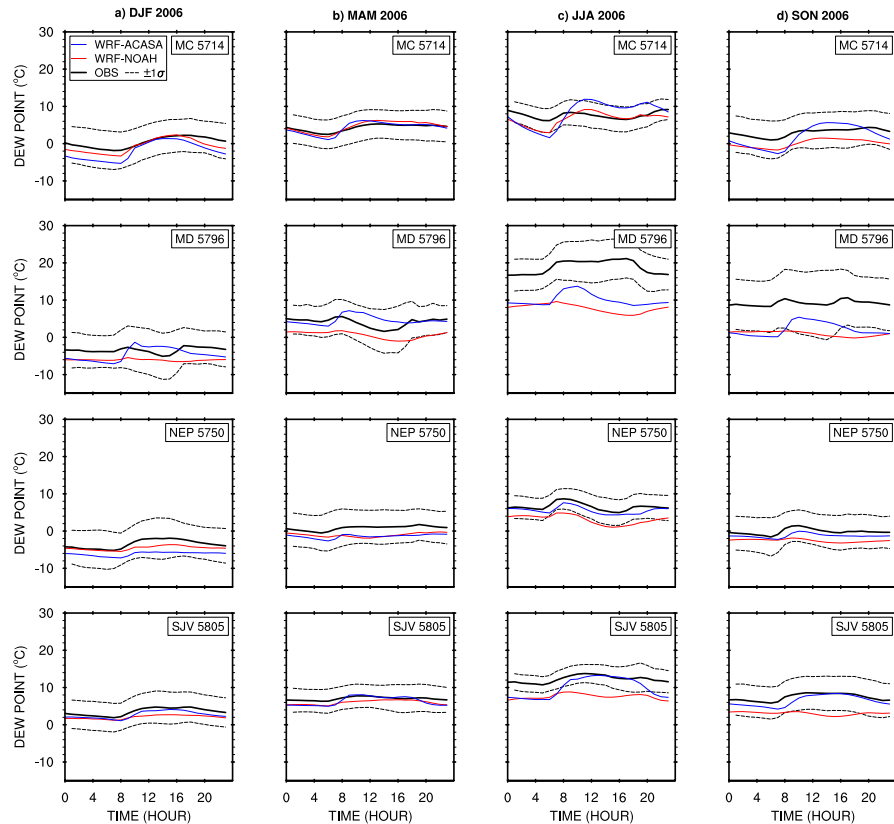 a) DJF 2006
b) MAM 2006
c) JJA 2006
d) SON 2006
30
20
10
0
-10
DEW POINT (°C)
WRF-ACASA
WRF-NOAH
OBS ±1σ
MC 5714
MC 5714
MC 5714
MC 5714
30
20
10
0
-10
DEW POINT (°C)
MD 5796
MD 5796
MD 5796
MD 5796
30
20
10
0
-10
DEW POINT (°C)
NEP 5750
NEP 5750
NEP 5750
NEP 5750
30
20
10
0
-10
DEW POINT (°C)
SJV 5805
SJV 5805
SJV 5805
SJV 5805
0 4 8 12 16 20
0 4 8 12 16 20
0 4 8 12 16 20
0 4 8 12 16 20
TIME (HOUR)
TIME (HOUR)
TIME (HOUR)
TIME (HOUR)